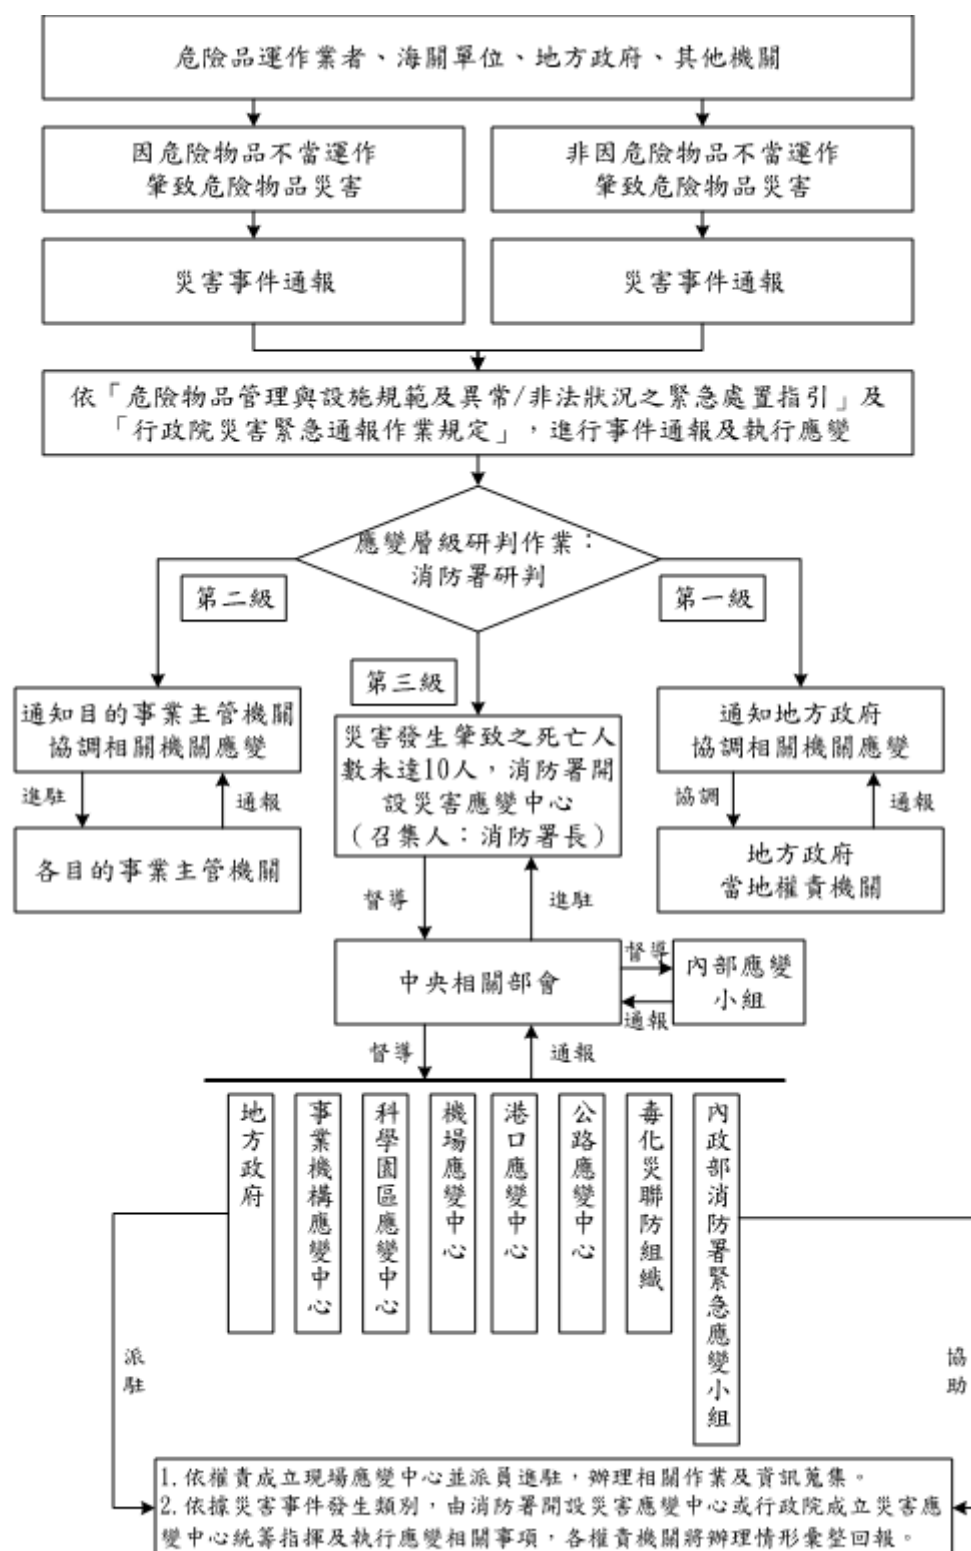 危險品運作業者、海關單位、地方政府、其他機關
因危險物品不當運作
肇致危險物品災害
非因危險物品不當運作
肇致危險物品災害
災害事件通報
災害事件通報
依「危險物品管理與設施規範及異常/非法狀況之緊急處置指引」及
「行政院災害緊急通報作業規定」，進行事件通報及執行應變
應變層級研判作業：
消防署研判
第二級
第一級
第三級
通知目的事業主管機關
協調相關機關應變
災害發生肇致之死亡人
數未達10人，消防署開
設災害應變中心
（召集人：消防署長）
通知地方政府
協調相關機關應變
進駐
通報
協調
通報
各目的事業主管機關
地方政府
當地權責機關
督導
進駐
中央相關部會
督導
通報
內部應變
小組
督導
通報
地方政府
事業機構應變中心
科學園區應變中心
機場應變中心
港口應變中心
公路應變中心
毒化災聯防組織
內政部消防署緊急應變小組
派駐
協助
1.依權責成立現場應變中心並派員進駐，辦理相關作業及資訊蒐集。
2.依據災害事件發生類別，由消防署開設災害應變中心或行政院成立災害應
變中心統籌指揮及執行應變相關事項，各權責機關將辦理情形彙整回報。